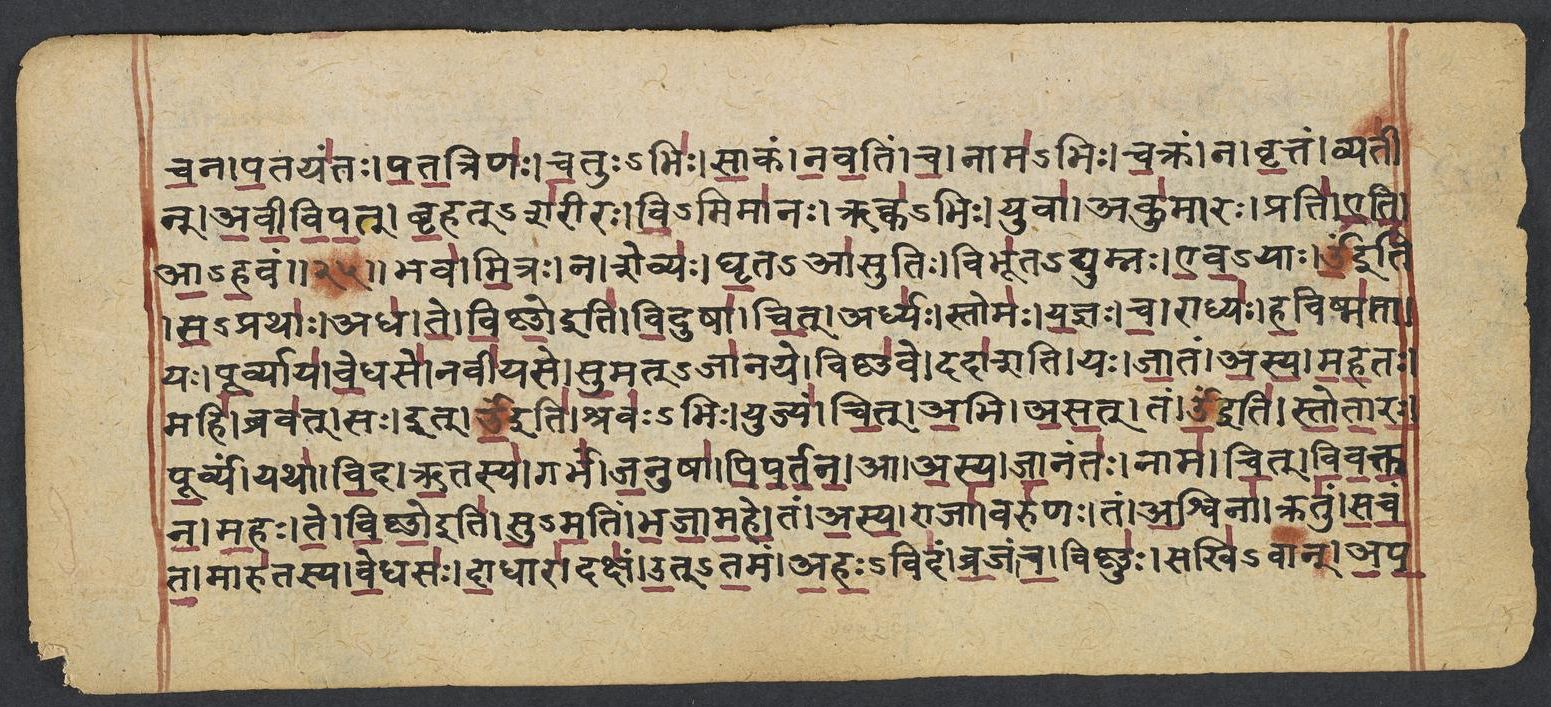 चन।पतयंतः।पतत्रिणः।चतुःऽभिः।साकं।नवतिं।च।नामऽभिः।चक्रं।न।वृत्तं।व्यती
न्।अवीविपत्।बृहत्ऽशरीरः।विऽमिमानः।ऋक्वऽभिः।युवा।अकुमारः।प्रति।एति।
आऽहवं॥२५॥भव।मित्रः।न।शेव्यः।घृतऽआसुतिः।विभूतऽद्युम्नः।एवऽयाः।ऊंइति
।सऽप्रथाः।अध।ते।विष्णोइति।विदुषा।चित्।अर्ध्यः।स्तोमः।यज्ञः।च।राध्यः।हविष्मता।
यः।पूर्व्याय।वेधसे।नवीयसे।सुमत्ऽजानये।विष्णवे।ददाशति।यः।जातं।अस्य।महतः।
महि।ब्रवत्।सः।इत्।ऊंइति।श्रवःऽभिः।युज्यं।चित्।अभि।असत्।तं।ऊंइति।स्तोतारः।
पूर्व्यं।यथा।विद।ऋतस्य।गर्भं।जनुषा।पिपर्तन।आ।अस्य।जानंतः।नाम।चित्।विवक्त
न।महः।ते।विष्णोइति।सुऽमतिं।भजामहे।तं।अस्य।राजा।वरुणः।तं।अश्विना।क्रतुं।सचं
त।मारुतस्य।वेधसः।दाधार।दक्षं।उत्ऽतमं।अहःऽविदं।व्रजं।च।विष्णुः।सखिऽवान्।अपऊ